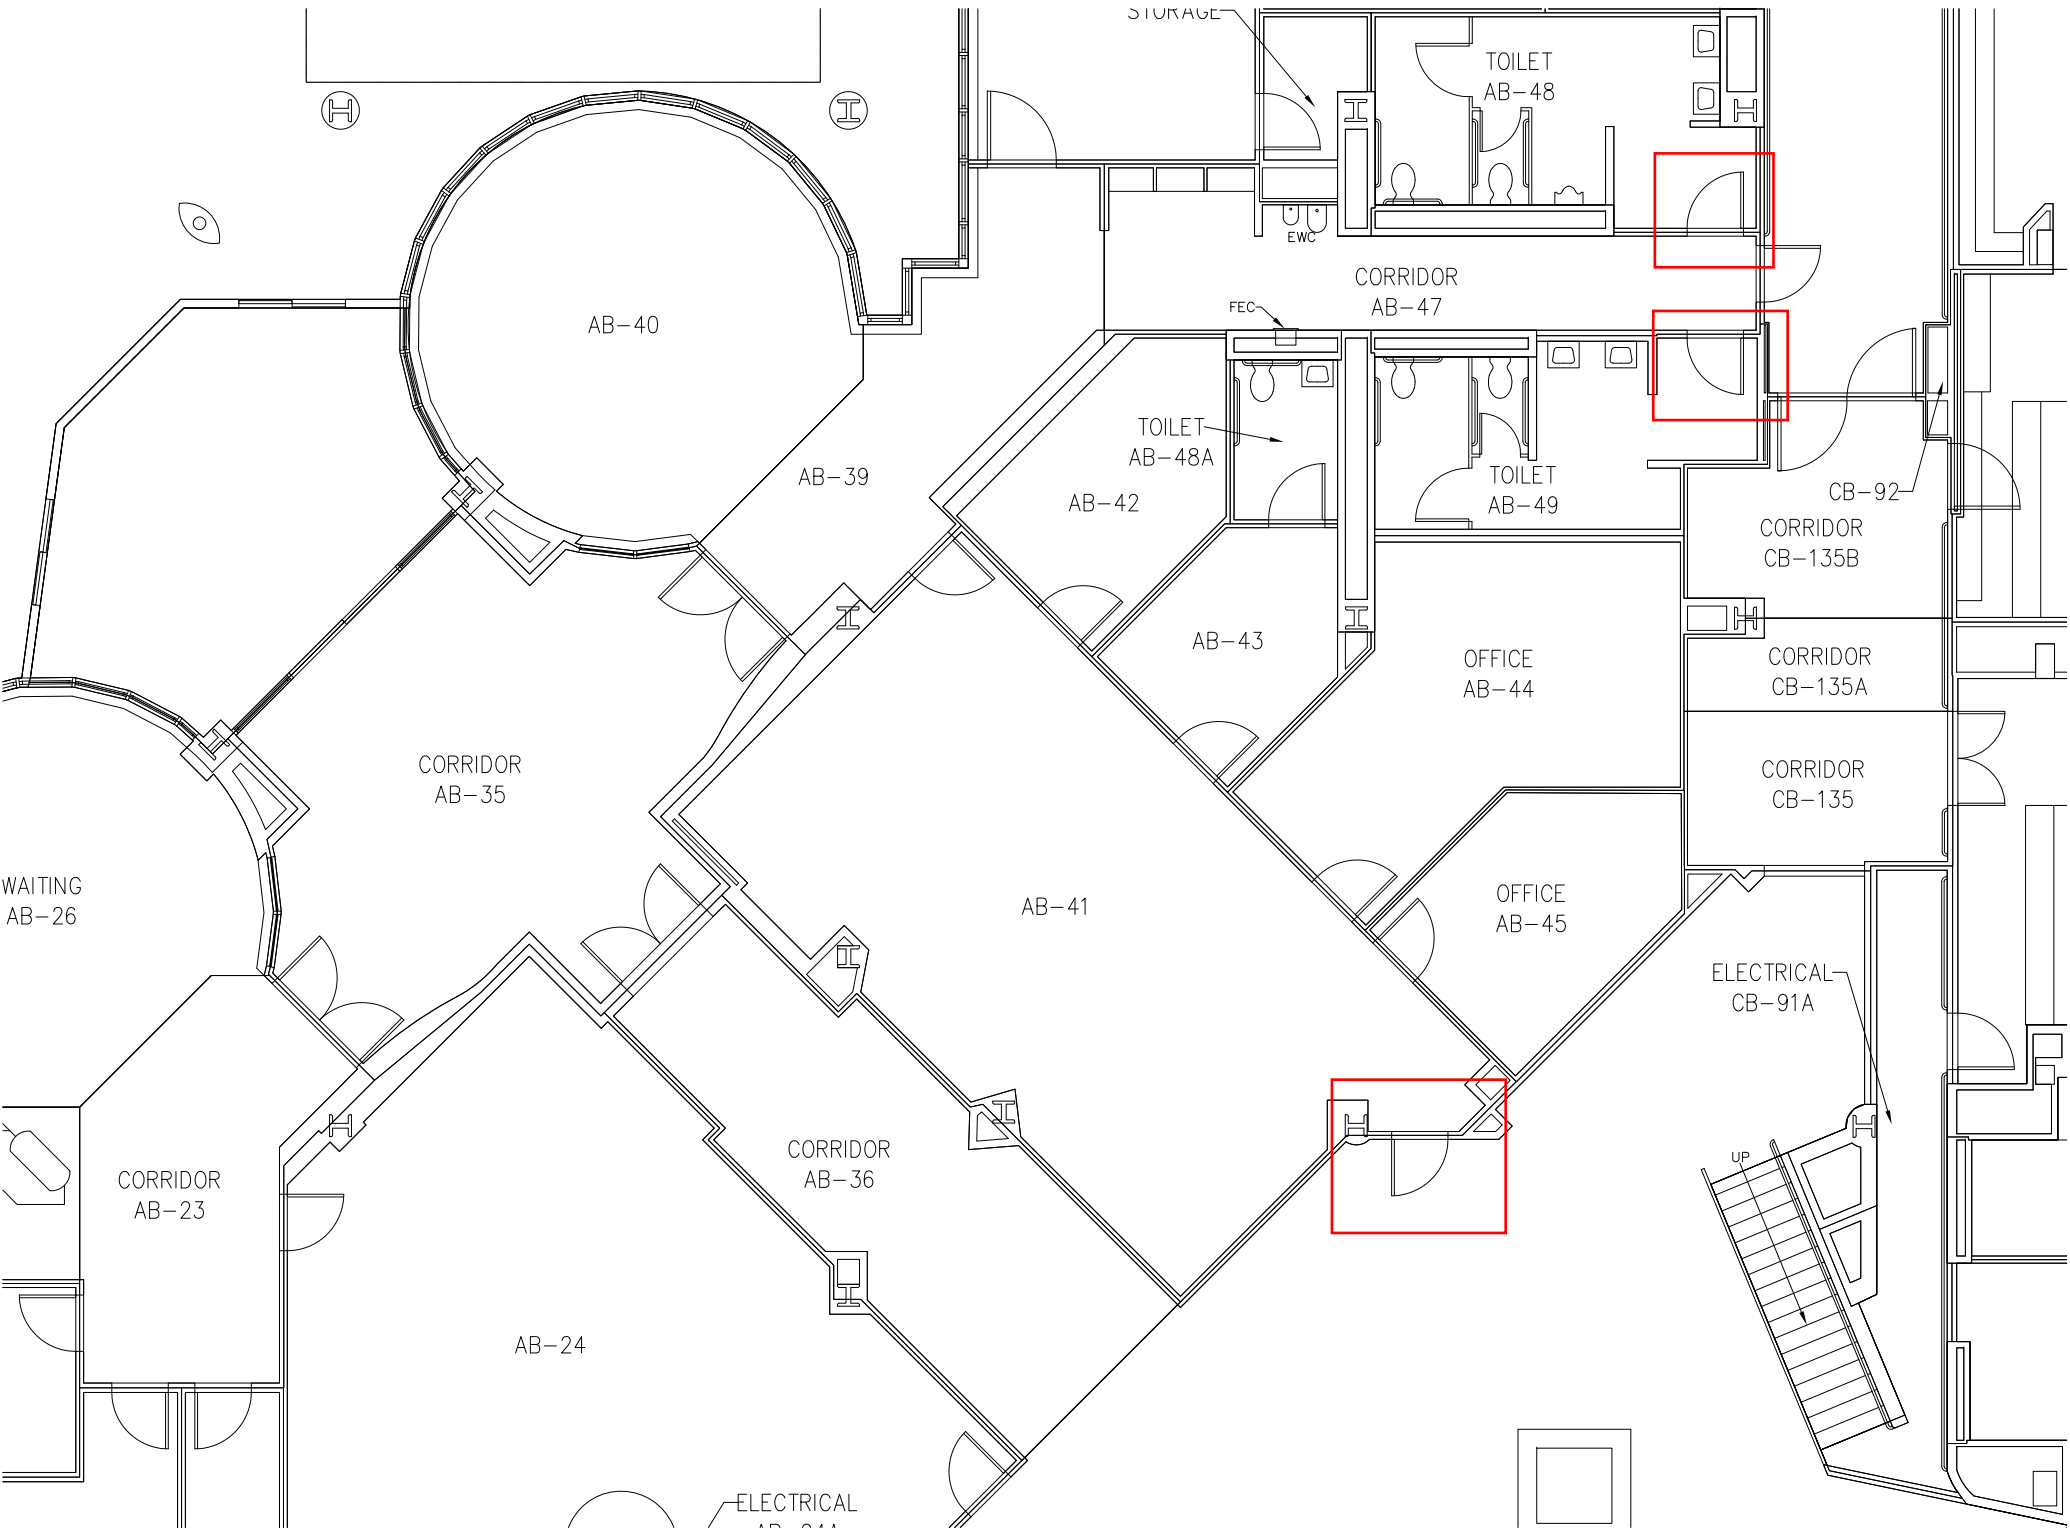 STORAGE
TOILET
AB-48
EWC
CORRIDOR
AB-47
FEC
AB-40
TOILET
AB-48A
AB-39
AB-42
TOILET
AB-49
CB-92
CORRIDOR
CB-135B
AB-43
OFFICE
AB-44
CORRIDOR
CB-135A
CORRIDOR
AB-35
CORRIDOR
CB-135
WAITING
AB-26
AB-41
OFFICE
AB-45
ELECTRICAL
CB-91A
CORRIDOR
AB-36
UP
CORRIDOR
AB-23
AB-24
ELECTRICAL
AB-24A